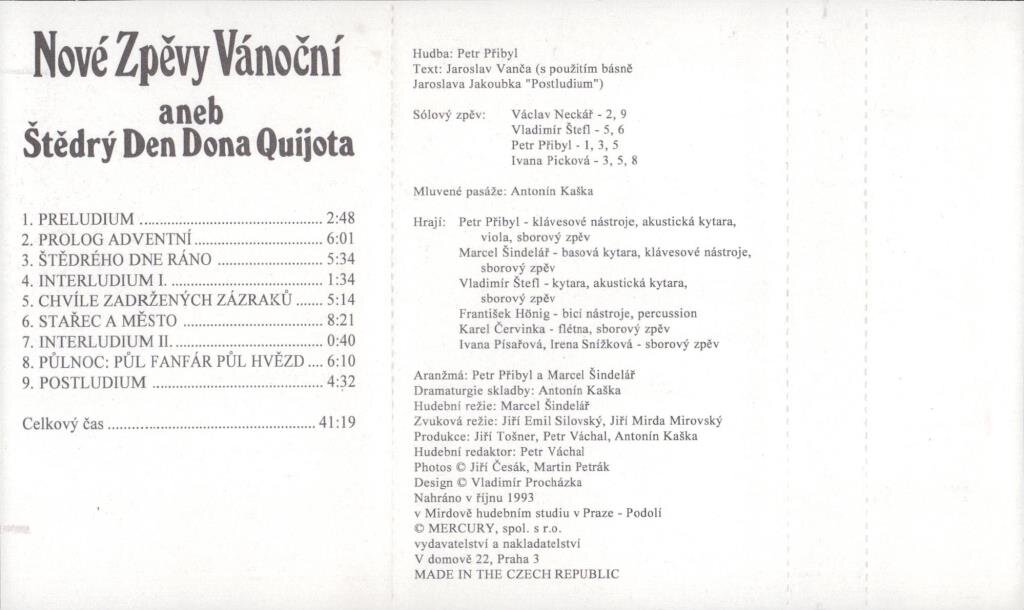 Nové Zpěvy Vánoční
aneb
Štědrý Den Dona Quijota
1. PRELUDIUM ........................................ 2:48
2. PROLOG ADVENTNÍ ............................ 6:01
3. ŠTĚDRÉHO DNE RÁNO ....................... 5:34
4. INTERLUDIUM I. ................................. 1:34
5. CHVÍLE ZADRŽENÝCH ZÁZRAKŮ ....... 5:14
6. STAŘEC A MĚSTO .............................. 8:21
7. INTERLUDIUM II. ................................ 0:40
8. PŮLNOC: PŮL FANFÁR PŮL HVĚZD .... 6:10
9. POSTLUDIUM .................................... 4:32
Celkový čas ............................................. 41:19
Hudba: Petr Přibyl
Text: Jaroslav Vanča (s použitím básně
Jaroslava Jakoubka "Postludium")
Sólový zpěv: Václav Neckář - 2, 9
Vladimír Štefl - 5, 6
Petr Přibyl - 1, 3, 5
Ivana Picková - 3, 5, 8
Mluvené pasáže: Antonín Kaška
Hrají: Petr Přibyl - klávesové nástroje, akustická kytara,
viola, sborový zpěv
Marcel Šindelář - basová kytara, klávesové nástroje,
sborový zpěv
Vladimír Štefl - kytara, akustická kytara,
sborový zpěv
František Hönig - bicí nástroje, percussion
Karel Červinka - flétna, sborový zpěv
Ivana Písařová, Irena Snížková - sborový zpěv
Aranžmá: Petr Přibyl a Marcel Šindelář
Dramaturgie skladby: Antonín Kaška
Hudební režie: Marcel Šindelář
Zvuková režie: Jiří Emil Silovský, Jiří Mirda Mirovský
Produkce: Jiří Tošner, Petr Váchal, Antonín Kaška
Hudební redaktor: Petr Váchal
Photos © Jiří Česák, Martin Petrák
Design © Vladimír Procházka
Nahráno v říjnu 1993
v Mirdově hudebním studiu v Praze - Podolí
© MERCURY, spol. s r.o.
vydavatelství a nakladatelství
V domově 22, Praha 3
MADE IN THE CZECH REPUBLIC